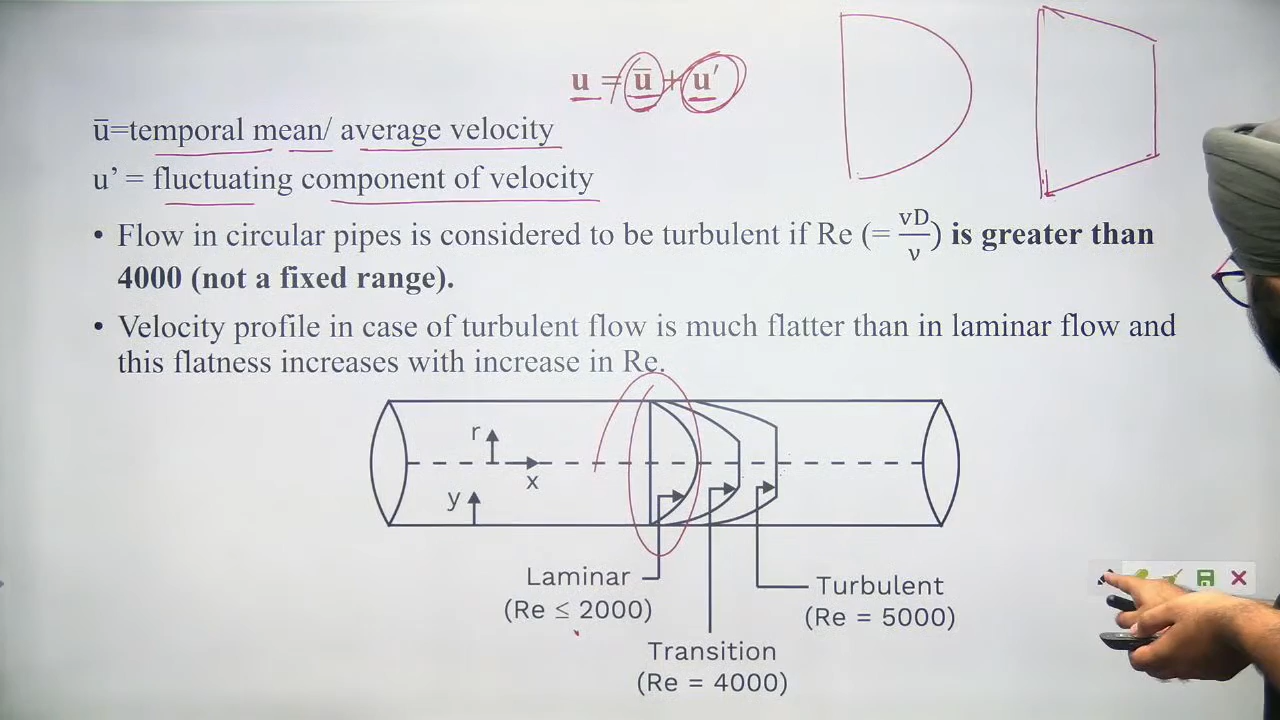 u = ū + u′
ū=temporal mean/ average velocity
u’ = fluctuating component of velocity
• Flow in circular pipes is considered to be turbulent if Re (= vD/ν) is greater than
4000 (not a fixed range).
• Velocity profile in case of turbulent flow is much flatter than in laminar flow and
this flatness increases with increase in Re.
r
x
y
Laminar
(Re ≤ 2000)
Turbulent
(Re = 5000)
Transition
(Re = 4000)